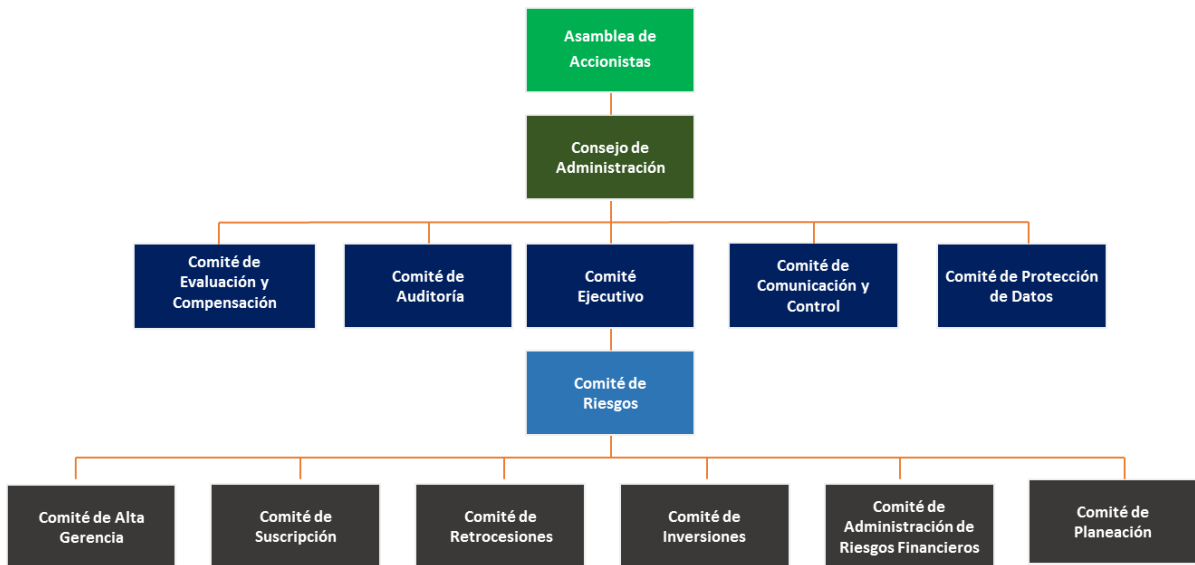 Asamblea de
Accionistas
Consejo de
Administración
Comité de
Evaluación y
Compensación
Comité de
Auditoría
Comité
Ejecutivo
Comité de
Comunicación y
Control
Comité de Protección
de Datos
Comité de
Riesgos
Comité de Alta
Gerencia
Comité de
Suscripción
Comité de
Retrocesiones
Comité de
Inversiones
Comité de
Administración de
Riesgos Financieros
Comité de
Planeación